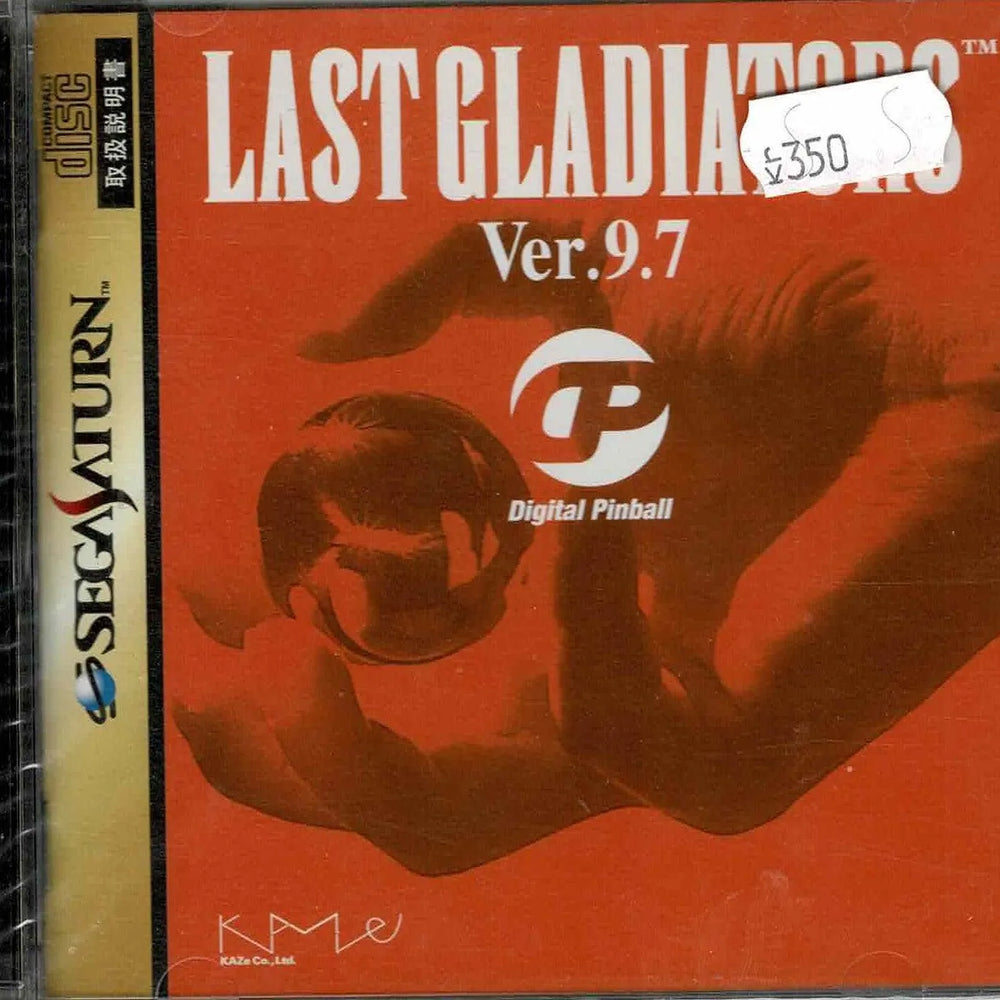 LAST GLADIATORS™
¥350
Ver.9.7
Digital Pinball
COMPACT
disc
取扱説明書
SEGA SATURN™
KAZe
KAZe Co., Ltd.